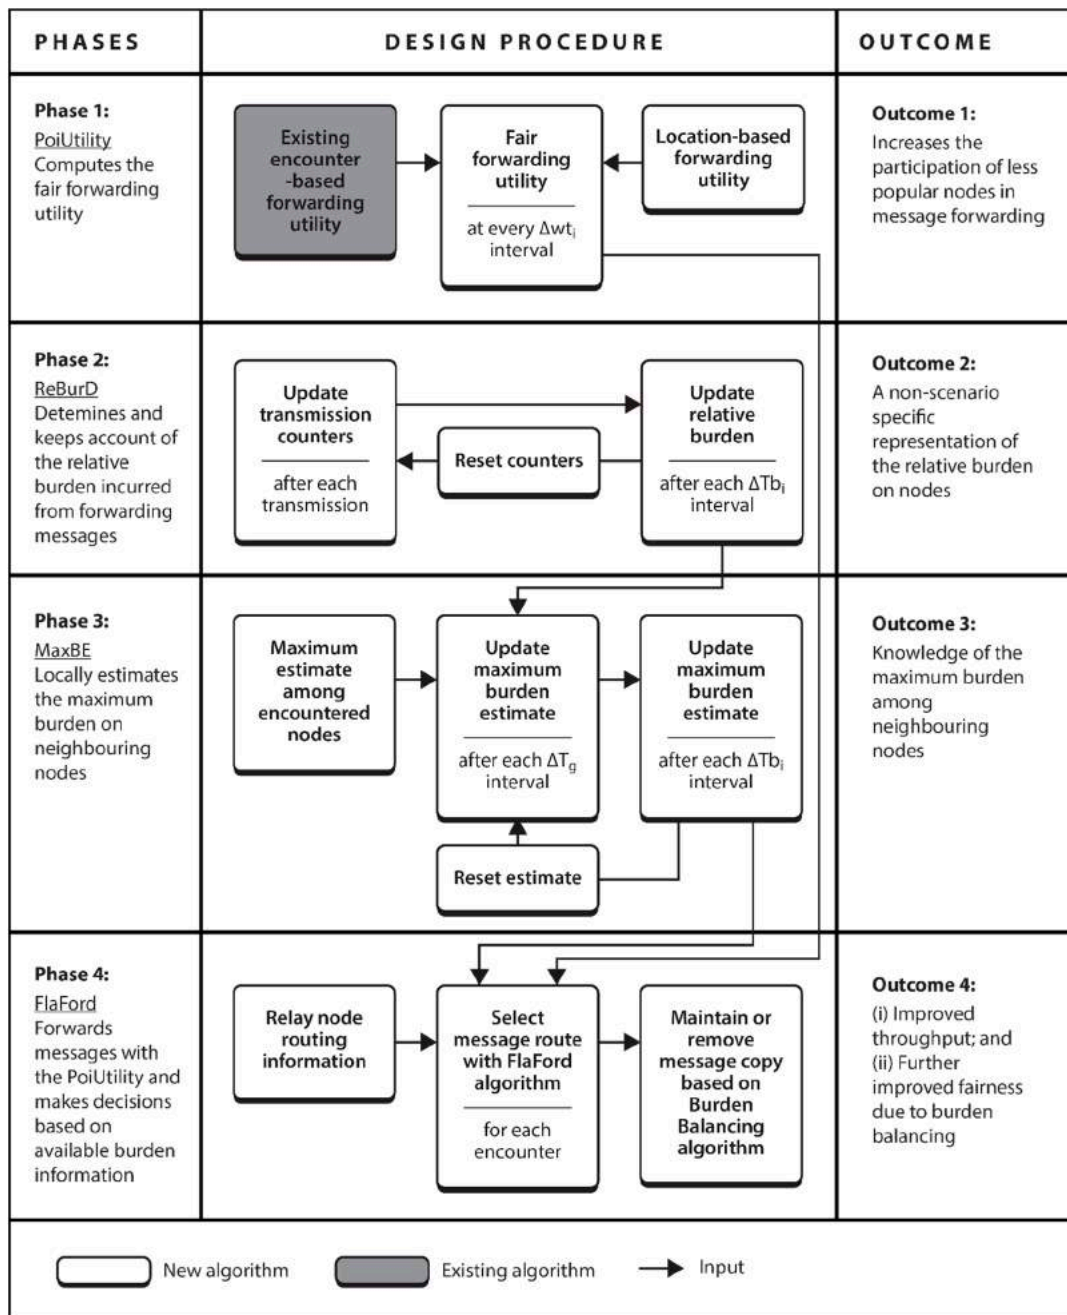 PHASES
DESIGN PROCEDURE
OUTCOME
Phase 1:
PoiUtility
Computes the
fair forwarding
utility
Existing
encounter
-based
forwarding
utility
Fair
forwarding
utility
at every Δwtᵢ
interval
Location-based
forwarding
utility
Outcome 1:
Increases the
participation of less
popular nodes in
message forwarding
Phase 2:
ReBurD
Detemines and
keeps account of
the relative
burden incurred
from forwarding
messages
Update
transmission
counters
after each
transmission
Reset counters
Update
relative
burden
after each ΔTbᵢ
interval
Outcome 2:
A non-scenario
specific
representation of
the relative burden
on nodes
Phase 3:
MaxBE
Locally estimates
the maximum
burden on
neighbouring
nodes
Maximum
estimate
among
encountered
nodes
Update
maximum
burden
estimate
after each ΔTg
interval
Update
maximum
burden
estimate
after each ΔTbᵢ
interval
Reset estimate
Outcome 3:
Knowledge of the
maximum burden
among
neighbouring
nodes
Phase 4:
FlaFord
Forwards
messages with
the PoiUtility and
makes decisions
based on
available burden
information
Relay node
routing
information
Select
message route
with FlaFord
algorithm
for each
encounter
Maintain or
remove
message copy
based on
Burden
Balancing
algorithm
Outcome 4:
(i) Improved
throughput; and
(ii) Further
improved fairness
due to burden
balancing
New algorithm
Existing algorithm
Input